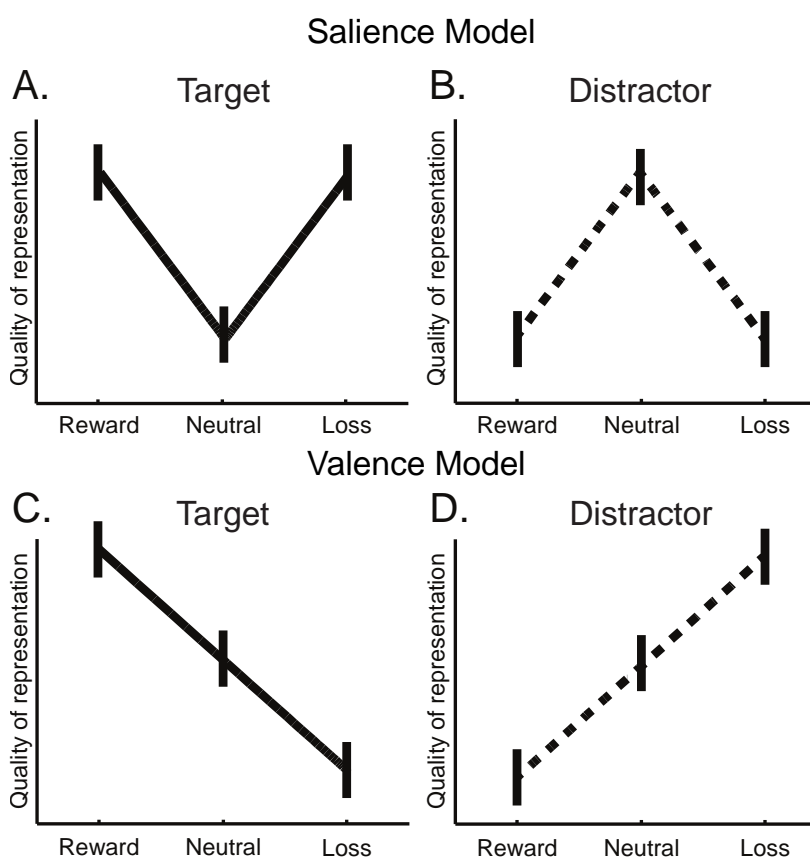 Salience Model
A. Target
B. Distractor
Quality of representation
Reward Neutral Loss
Quality of representation
Reward Neutral Loss
Valence Model
C. Target
D. Distractor
Quality of representation
Reward Neutral Loss
Quality of representation
Reward Neutral Loss